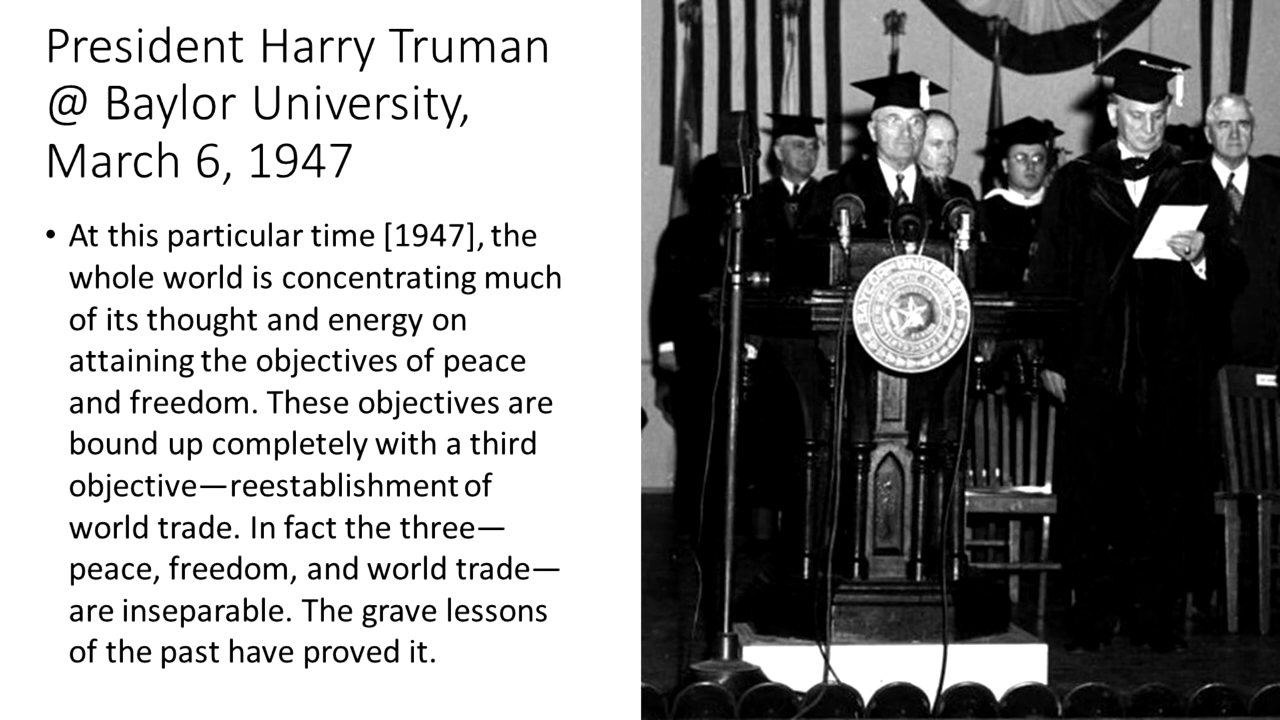 President Harry Truman
@ Baylor University,
March 6, 1947
• At this particular time [1947], the
whole world is concentrating much
of its thought and energy on
attaining the objectives of peace
and freedom. These objectives are
bound up completely with a third
objective—reestablishment of
world trade. In fact the three—
peace, freedom, and world trade—
are inseparable. The grave lessons
of the past have proved it.
BAYLOR UNIVERSITY